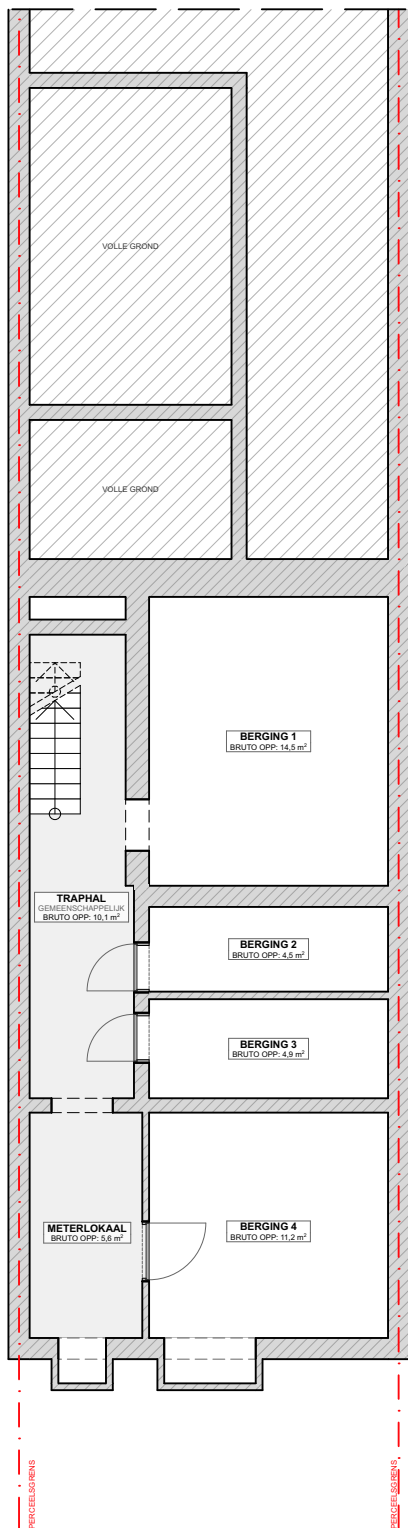 VOLLE GROND
VOLLE GROND
BERGING 1
BRUTO OPP: 14,5 m²
TRAPHAL
GEMEENSCHAPPELIJK
BRUTO OPP: 10,1 m²
BERGING 2
BRUTO OPP: 4,5 m²
BERGING 3
BRUTO OPP: 4,9 m²
METERLOKAAL
BRUTO OPP: 5,6 m²
BERGING 4
BRUTO OPP: 11,2 m²
PERCEELSGRENS
PERCEELSGRENS